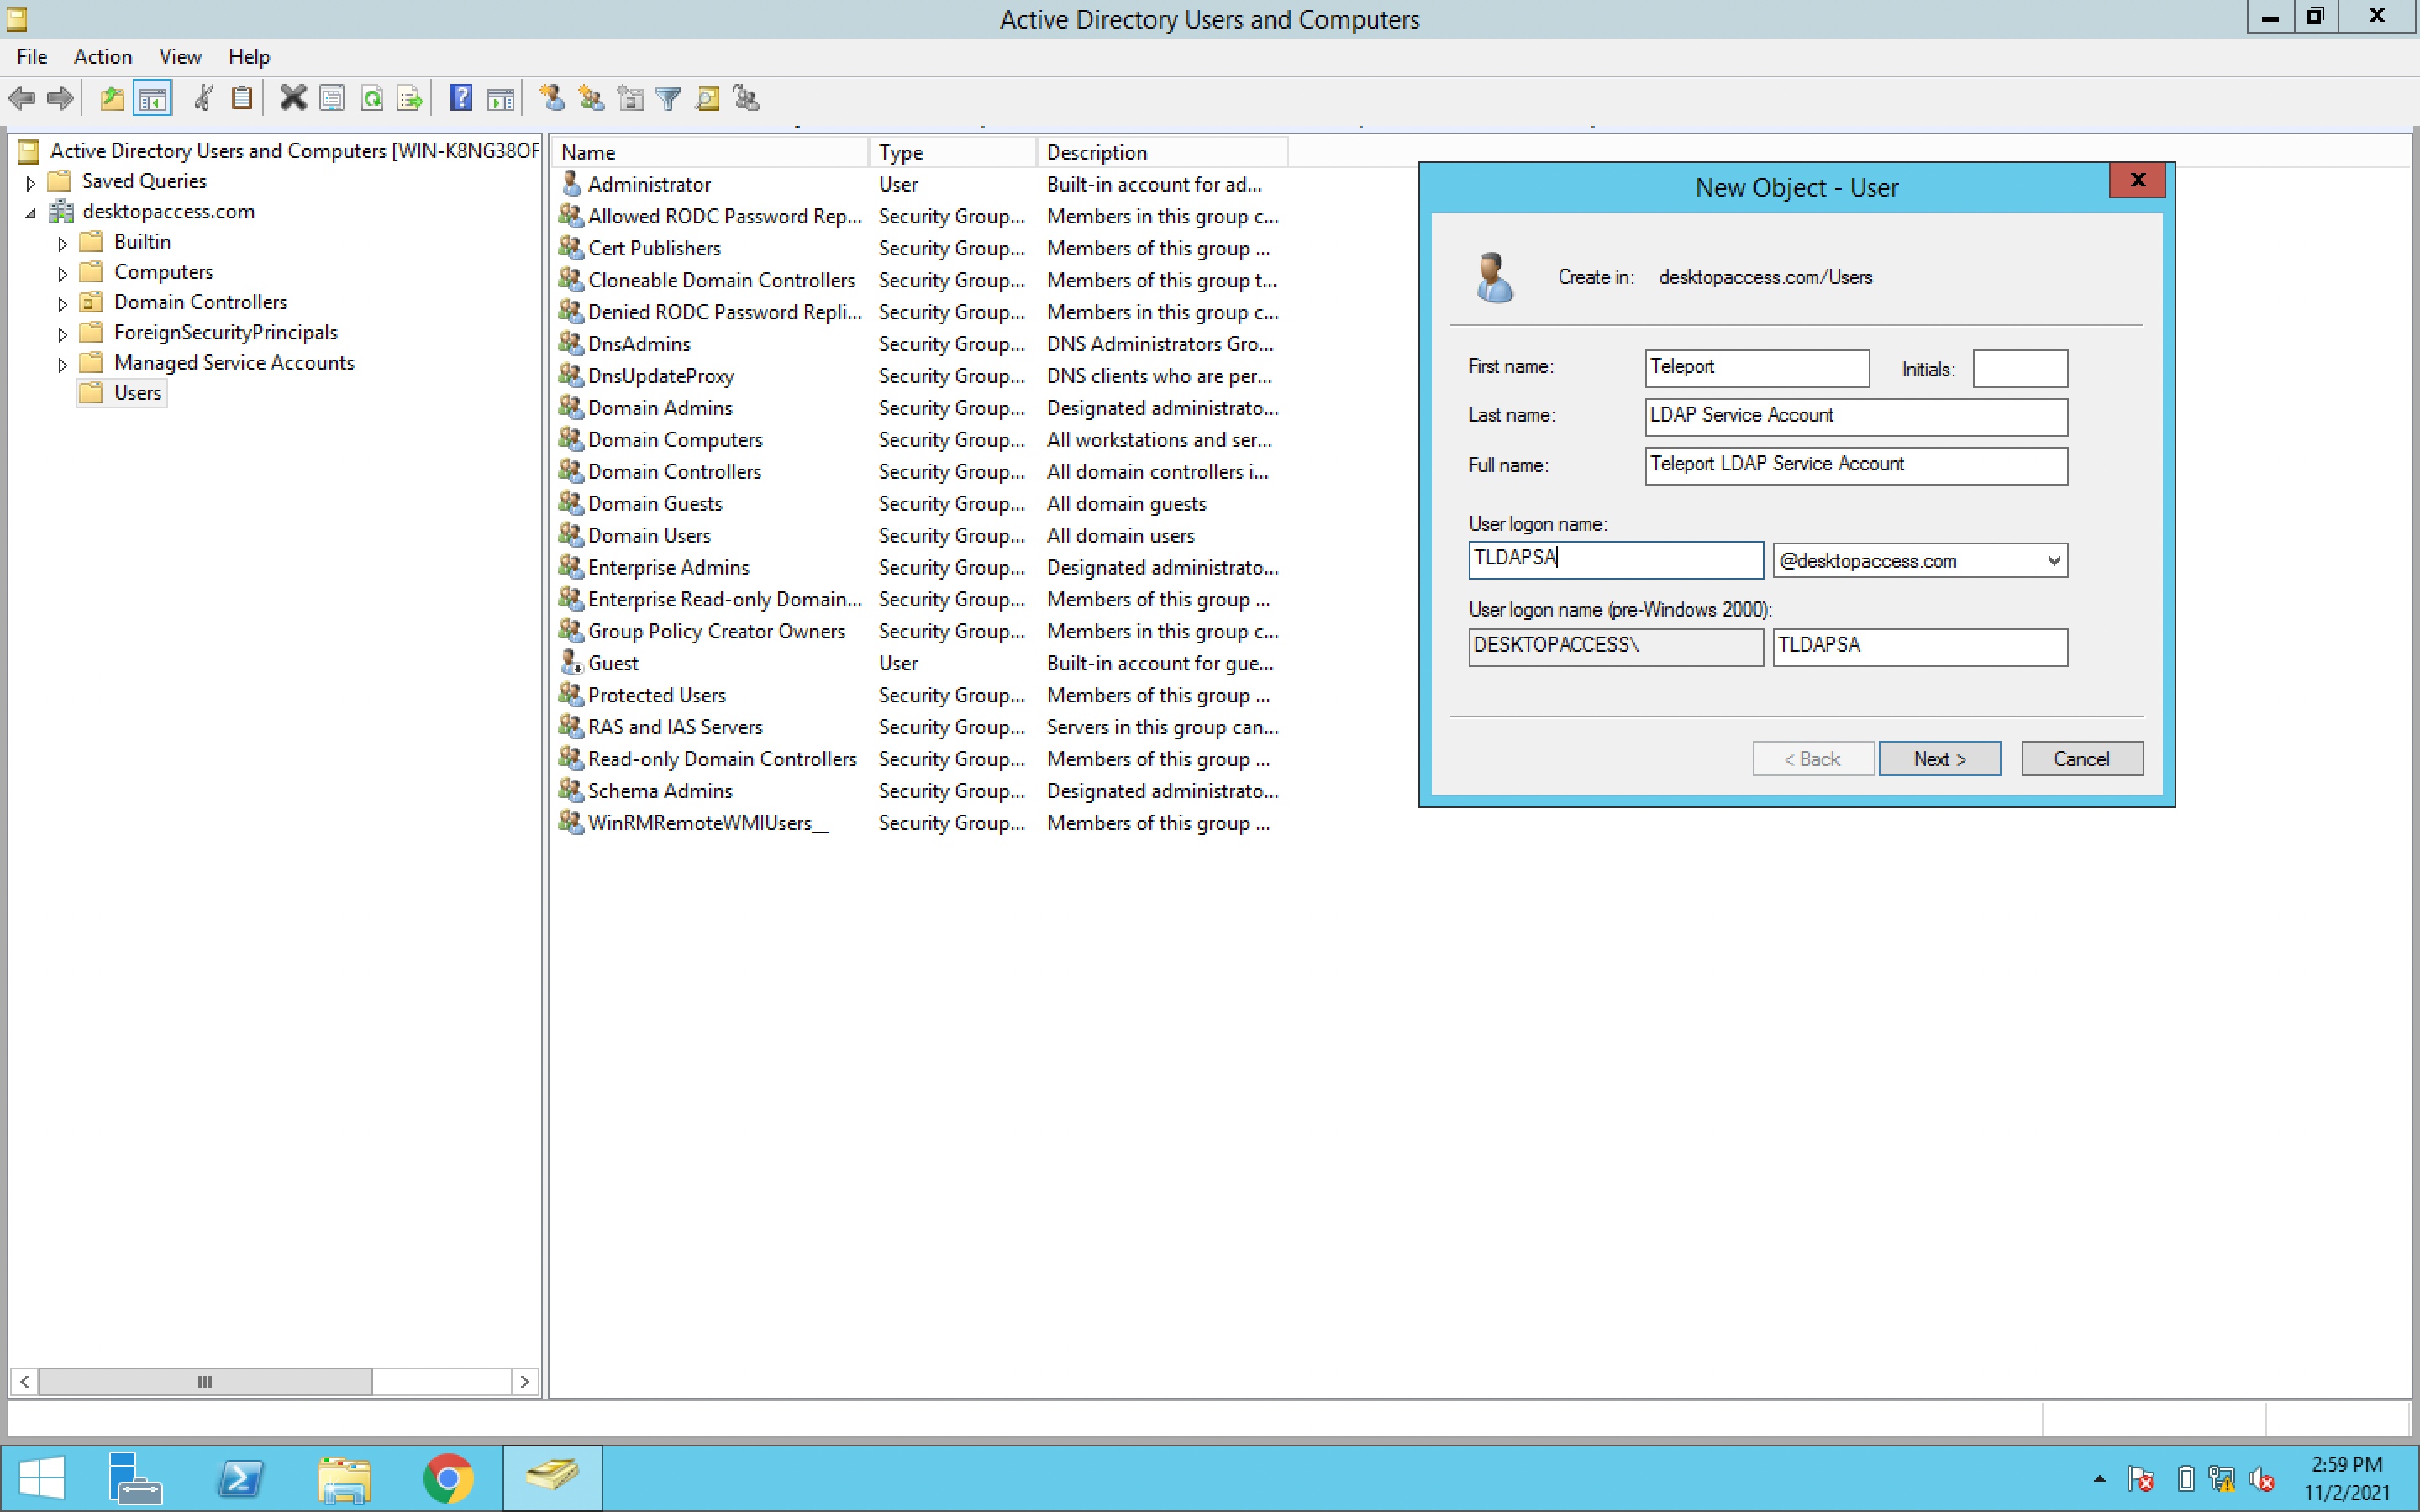 Active Directory Users and Computers
File Action View Help
Active Directory Users and Computers [WIN-K8NG38OF
Saved Queries
desktopaccess.com
Builtin
Computers
Domain Controllers
ForeignSecurityPrincipals
Managed Service Accounts
Users
Name Type Description
Administrator User Built-in account for ad...
Allowed RODC Password Rep... Security Group... Members in this group c...
Cert Publishers Security Group... Members of this group ...
Cloneable Domain Controllers Security Group... Members of this group t...
Denied RODC Password Repli... Security Group... Members in this group c...
DnsAdmins Security Group... DNS Administrators Gro...
DnsUpdateProxy Security Group... DNS clients who are per...
Domain Admins Security Group... Designated administrato...
Domain Computers Security Group... All workstations and ser...
Domain Controllers Security Group... All domain controllers i...
Domain Guests Security Group... All domain guests
Domain Users Security Group... All domain users
Enterprise Admins Security Group... Designated administrato...
Enterprise Read-only Domain... Security Group... Members of this group ...
Group Policy Creator Owners Security Group... Members in this group c...
Guest User Built-in account for gue...
Protected Users Security Group... Members of this group ...
RAS and IAS Servers Security Group... Servers in this group can...
Read-only Domain Controllers Security Group... Members of this group ...
Schema Admins Security Group... Designated administrato...
WinRMRemoteWMIUsers__ Security Group... Members of this group ...
New Object - User
Create in: desktopaccess.com/Users
First name: Teleport Initials:
Last name: LDAP Service Account
Full name: Teleport LDAP Service Account
User logon name:
TLDAPSA @desktopaccess.com
User logon name (pre-Windows 2000):
DESKTOPACCESS\ TLDAPSA
< Back Next > Cancel
2:59 PM
11/2/2021